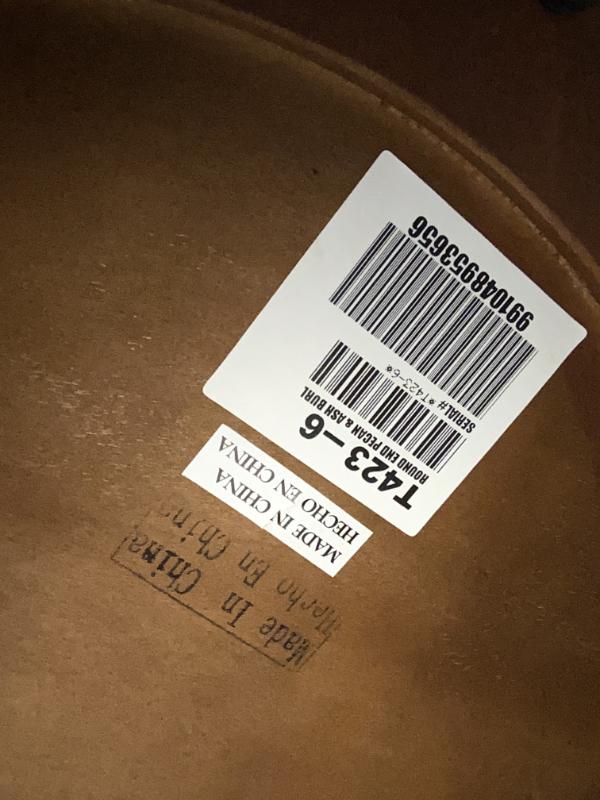 T423-6
ROUND END PECAN & ASH BURL
*T423-6*
SERIAL#
991048953656
MADE IN CHINA
HECHO EN CHINA
Made In China
Hecho En China